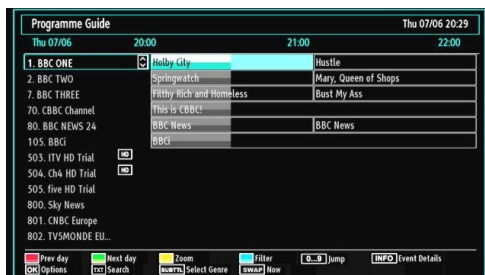 Programme Guide Thu 07/06 20:29
Thu 07/06 20:00 21:00 22:00
1. BBC ONE Holby City Hustle
2. BBC TWO Springwatch Mary, Queen of Shops
7. BBC THREE Filthy Rich and Homeless Bust My Ass
70. CBBC Channel This is CBBC!
80. BBC NEWS 24 BBC News BBC News
105. BBCi BBCi
503. ITV HD Trial HD
504. Ch4 HD Trial HD
505. five HD Trial
800. Sky News
801. CNBC Europe
802. TV5MONDE EU...
Prev day Next day Zoom Filter 0...9 Jump INFO Event Details
OK Options TXT Search SUBTTL Select Genre SWAP Now